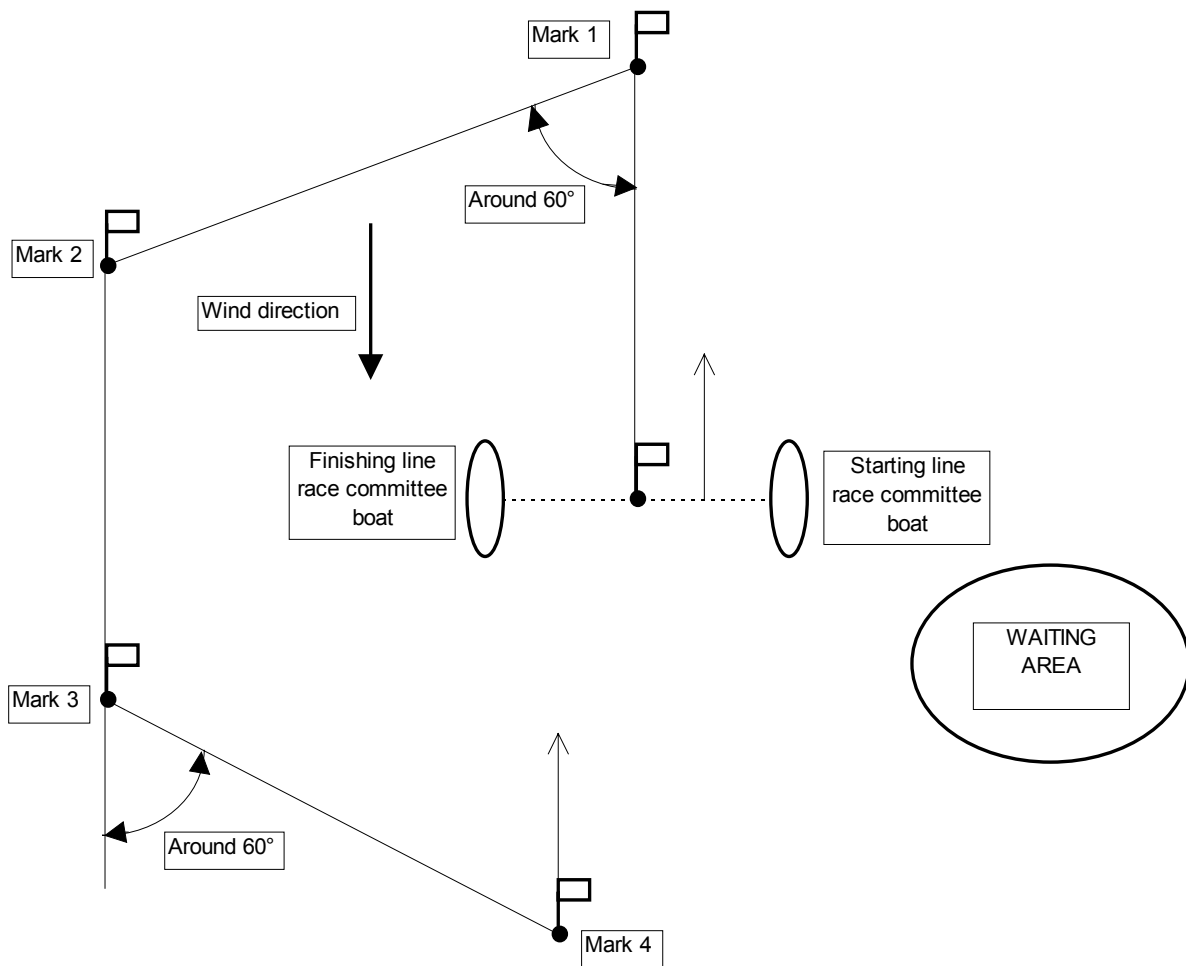 Mark 1
Around 60°
Mark 2
Wind direction
Finishing line
race committee
boat
Starting line
race committee
boat
WAITING
AREA
Mark 3
Around 60°
Mark 4